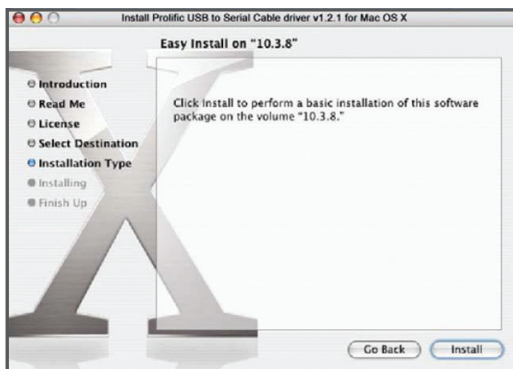 Install Prolific USB to Serial Cable driver v1.2.1 for Mac OS X
Easy Install on “10.3.8”
Introduction
Read Me
License
Select Destination
Installation Type
Installing
Finish Up
Click Install to perform a basic installation of this software
package on the volume “10.3.8.”
Go Back
Install